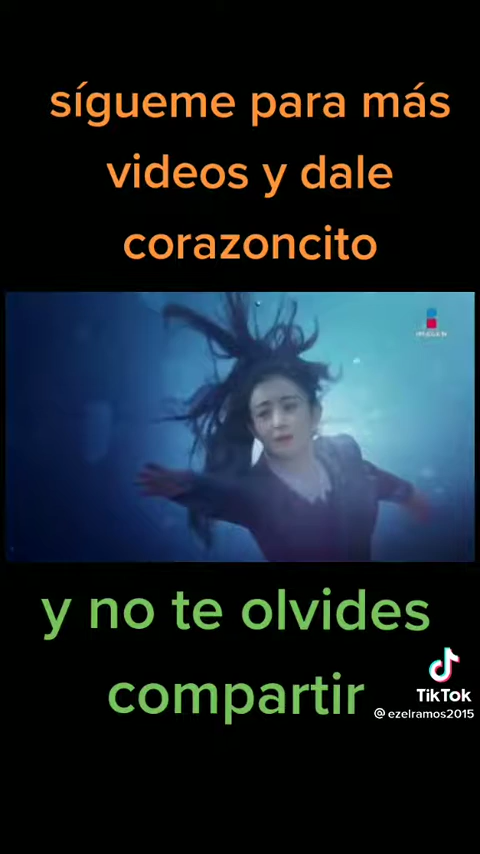 sígueme para más
videos y dale
corazoncito
y no te olvides
compartir
TikTok
@ezelramos2015